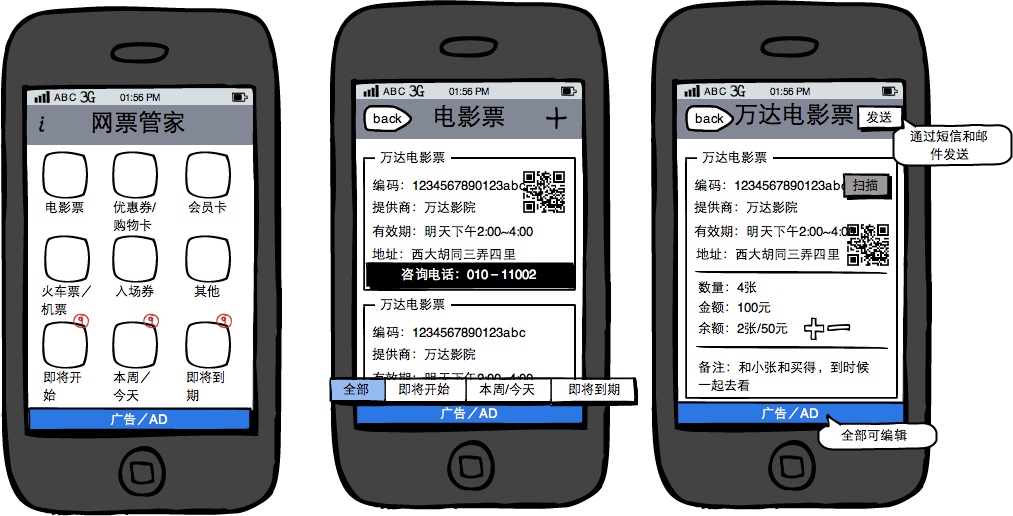 ABC 3G 01:56 PM
i 网票管家
电影票 优惠券/ 会员卡
购物卡
火车票／ 入场券 其他
机票
9 9 9
即将开 本周／ 即将到
始 今天 期
广告／AD
ABC 3G 01:56 PM
back 电影票 +
万达电影票
编码：1234567890123abc
提供商：万达影院
有效期：明天下午2:00~4:00
地址：西大胡同三弄四里
咨询电话：010－11002
万达电影票
编码：1234567890123abc
提供商：万达影院
有效期：明天下午2:00~4:00
全部 即将开始 本周/今天 即将到期
广告／AD
ABC 3G 01:56 PM
back 万达电影票 发送
通过短信和邮
件发送
万达电影票
编码：1234567890123abc 扫描
提供商：万达影院
有效期：明天下午2:00~4:0
地址：西大胡同三弄四里
数量：4张
金额：100元
余额：2张/50元
备注：和小张和买得，到时候
一起去看
广告／AD
全部可编辑